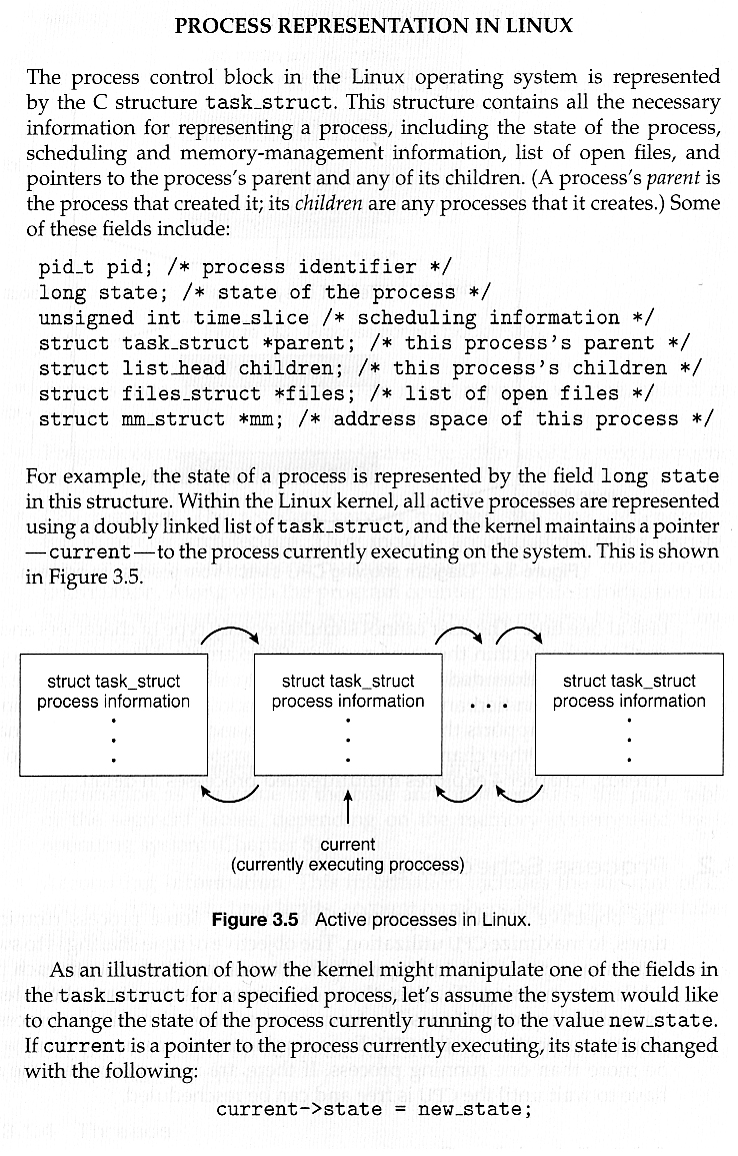 PROCESS REPRESENTATION IN LINUX
The process control block in the Linux operating system is represented
by the C structure task_struct. This structure contains all the necessary
information for representing a process, including the state of the process,
scheduling and memory-management information, list of open files, and
pointers to the process's parent and any of its children. (A process's parent is
the process that created it; its children are any processes that it creates.) Some
of these fields include:
pid_t pid; /* process identifier */
long state; /* state of the process */
unsigned int time_slice /* scheduling information */
struct task_struct *parent; /* this process's parent */
struct list_head children; /* this process's children */
struct files_struct *files; /* list of open files */
struct mm_struct *mm; /* address space of this process */
For example, the state of a process is represented by the field long state
in this structure. Within the Linux kernel, all active processes are represented
using a doubly linked list of task_struct, and the kernel maintains a pointer
—current—to the process currently executing on the system. This is shown
in Figure 3.5.
struct task_struct
process information
.
.
.
struct task_struct
process information
.
.
.
. . .
struct task_struct
process information
.
.
.
current
(currently executing proccess)
Figure 3.5 Active processes in Linux.
As an illustration of how the kernel might manipulate one of the fields in
the task_struct for a specified process, let's assume the system would like
to change the state of the process currently running to the value new_state.
If current is a pointer to the process currently executing, its state is changed
with the following:
current->state = new_state;